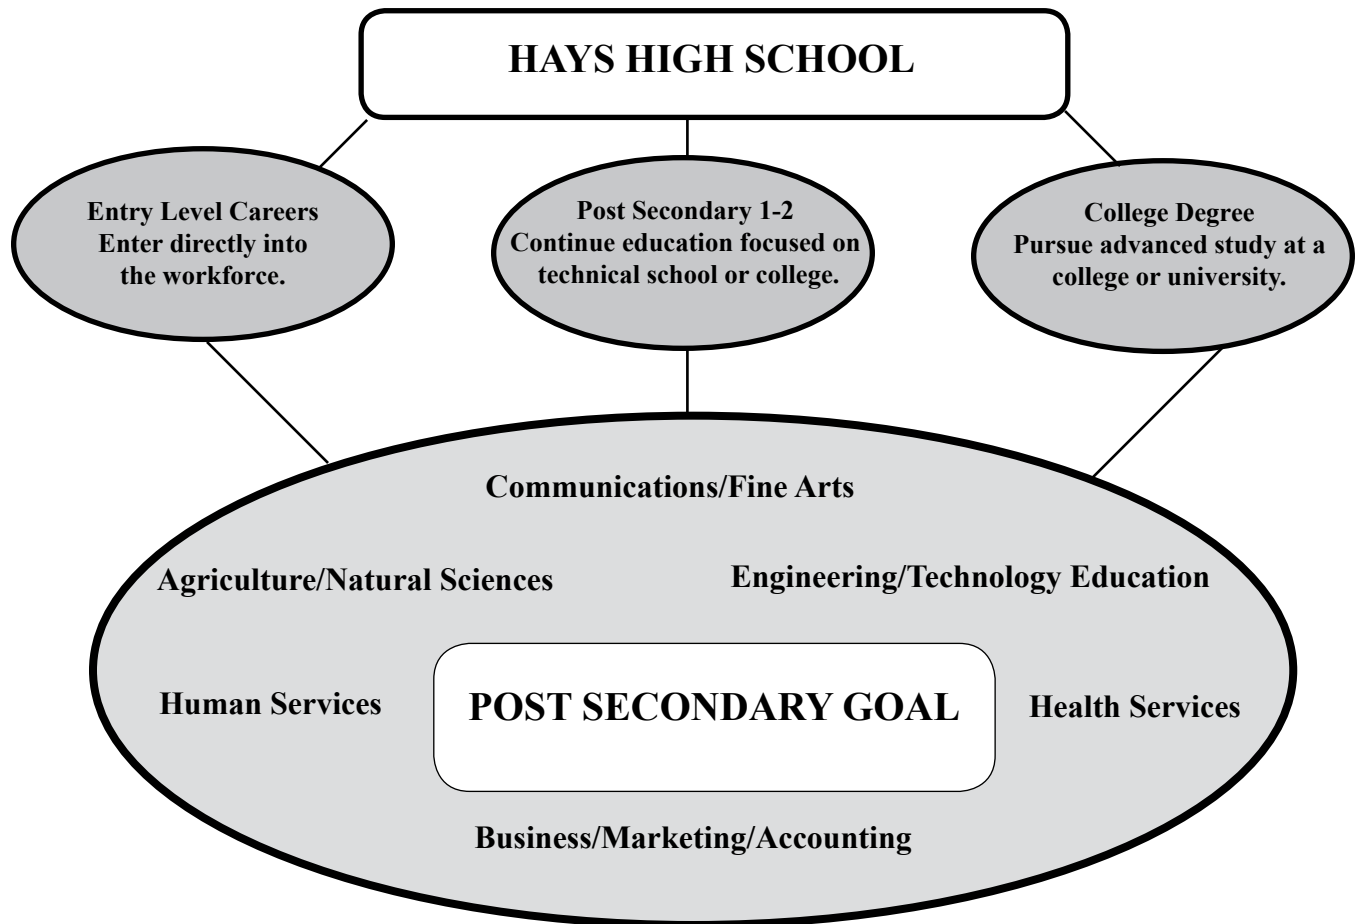 HAYS HIGH SCHOOL
Entry Level Careers
Enter directly into
the workforce.
Post Secondary 1-2
Continue education focused on
technical school or college.
College Degree
Pursue advanced study at a
college or university.
Communications/Fine Arts
Agriculture/Natural Sciences
Engineering/Technology Education
Human Services
POST SECONDARY GOAL
Health Services
Business/Marketing/Accounting